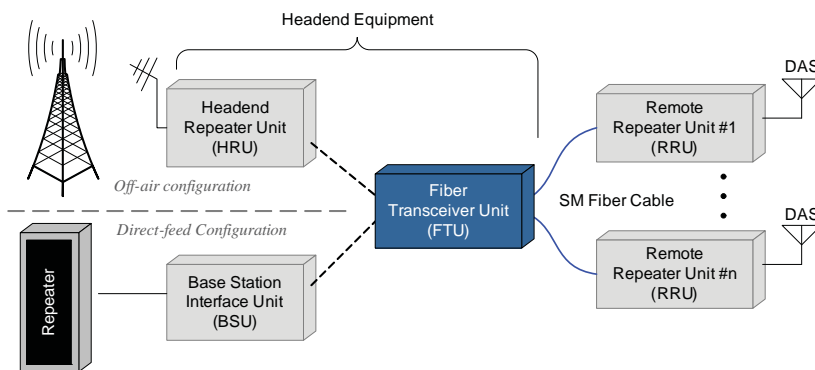 Headend Equipment
Headend
Repeater Unit
(HRU)
Off-air configuration
Direct-feed Configuration
Repeater
Base Station
Interface Unit
(BSU)
Fiber
Transceiver Unit
(FTU)
SM Fiber Cable
DAS
Remote
Repeater Unit #1
(RRU)
DAS
Remote
Repeater Unit #n
(RRU)